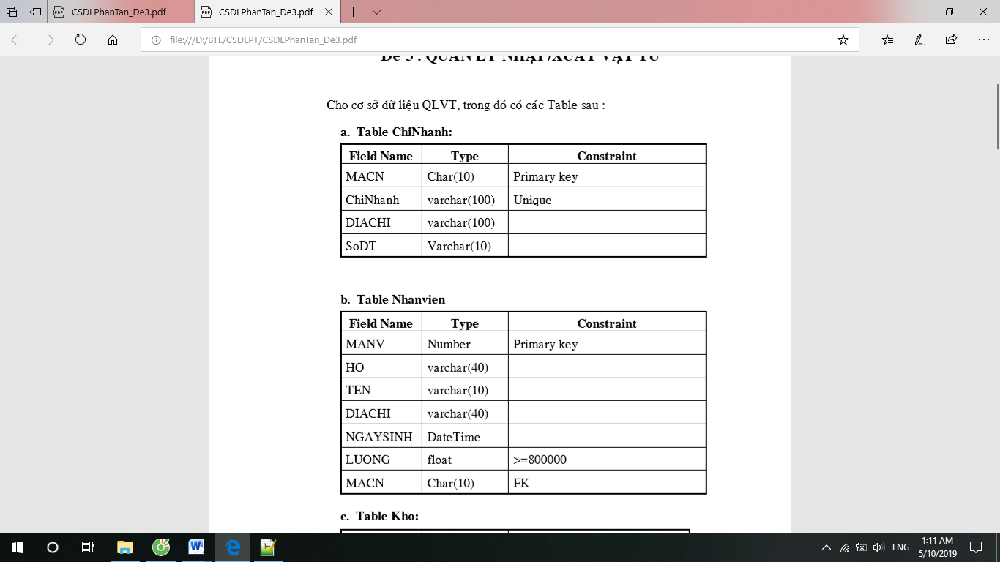 CSDLPhanTan_De3.pdf
CSDLPhanTan_De3.pdf
file:///D:/BTL/CSDLPT/CSDLPhanTan_De3.pdf
Đề 3 : QUẢN LÝ NHẬP/XUẤT VẬT TƯ
Cho cơ sở dữ liệu QLVT, trong đó có các Table sau :
a. Table ChiNhanh:
Field Name Type Constraint
MACN Char(10) Primary key
ChiNhanh varchar(100) Unique
DIACHI varchar(100)
SoDT Varchar(10)
b. Table Nhanvien
Field Name Type Constraint
MANV Number Primary key
HO varchar(40)
TEN varchar(10)
DIACHI varchar(40)
NGAYSINH DateTime
LUONG float >=800000
MACN Char(10) FK
c. Table Kho:
ENG
1:11 AM
5/10/2019